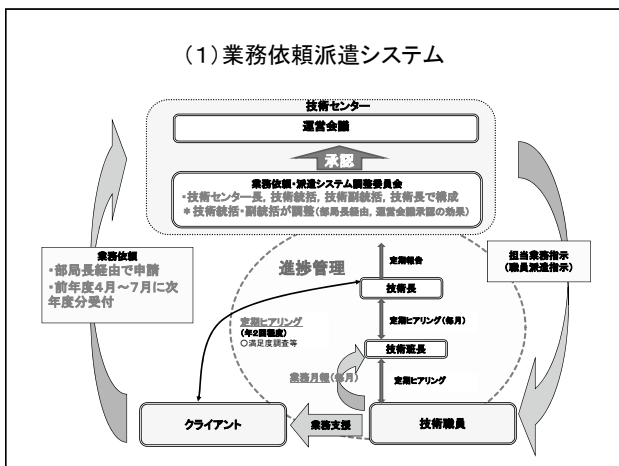 （1）業務依頼派遣システム
技術センター
運営会議
承認
業務依頼・派遣システム調整委員会
・技術センター長，技術統括，技術副統括，技術長で構成
＊技術統括・副統括が調整（部局長経由，運営会議承認の効果）
業務依頼
・部局長経由で申請
・前年度4月～7月に次
年度分受付
進捗管理
定期報告
担当業務指示
（職員派遣指示）
技術長
定期ヒアリング
（年2回程度）
○満足度調査等
定期ヒアリング（毎月）
技術班長
業務月報（毎月）
定期ヒアリング
クライアント
業務支援
技術職員